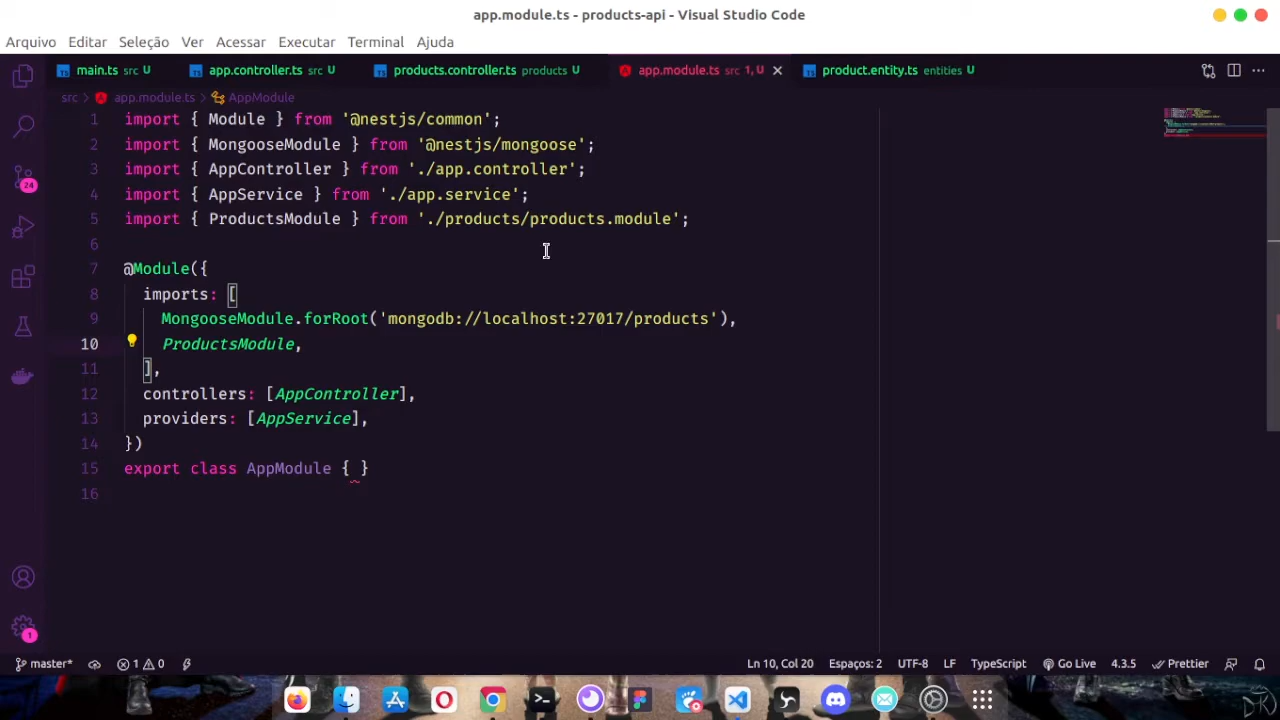 app.module.ts - products-api - Visual Studio Code
Arquivo Editar Seleção Ver Acessar Executar Terminal Ajuda
main.ts src U app.controller.ts src U products.controller.ts products U app.module.ts src 1, U product.entity.ts entities U
src > app.module.ts > AppModule
1 import { Module } from '@nestjs/common';
2 import { MongooseModule } from '@nestjs/mongoose';
3 import { AppController } from './app.controller';
4 import { AppService } from './app.service';
5 import { ProductsModule } from './products/products.module';
6
7 @Module({
8 imports: [
9 MongooseModule.forRoot('mongodb://localhost:27017/products'),
10 ProductsModule,
11 ],
12 controllers: [AppController],
13 providers: [AppService],
14 })
15 export class AppModule { }
16
24
1
master* 1 0 Ln 10, Col 20 Espaços: 2 UTF-8 LF TypeScript Go Live 4.3.5 Prettier